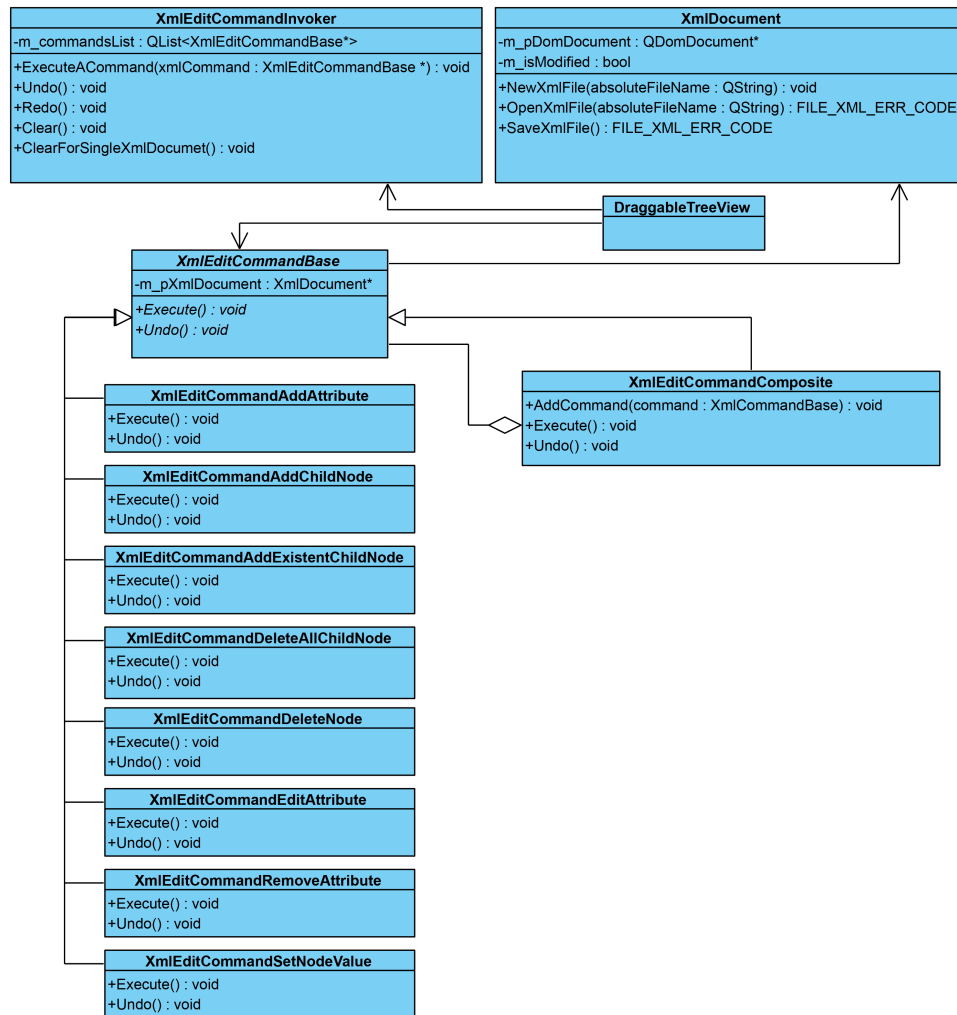 XmlEditCommandInvoker
-m_commandsList : QList<XmlEditCommandBase*>
+ExecuteACommand(xmlCommand : XmlEditCommandBase *) : void
+Undo() : void
+Redo() : void
+Clear() : void
+ClearForSingleXmlDocumet() : void
XmlDocument
-m_pDomDocument : QDomDocument*
-m_isModified : bool
+NewXmlFile(absoluteFileName : QString) : void
+OpenXmlFile(absoluteFileName : QString) : FILE_XML_ERR_CODE
+SaveXmlFile() : FILE_XML_ERR_CODE
DraggableTreeView
XmlEditCommandBase
-m_pXmlDocument : XmlDocument*
+Execute() : void
+Undo() : void
XmlEditCommandComposite
+AddCommand(command : XmlCommandBase) : void
+Execute() : void
+Undo() : void
XmlEditCommandAddAttribute
+Execute() : void
+Undo() : void
XmlEditCommandAddChildNode
+Execute() : void
+Undo() : void
XmlEditCommandAddExistentChildNode
+Execute() : void
+Undo() : void
XmlEditCommandDeleteAllChildNode
+Execute() : void
+Undo() : void
XmlEditCommandDeleteNode
+Execute() : void
+Undo() : void
XmlEditCommandEditAttribute
+Execute() : void
+Undo() : void
XmlEditCommandRemoveAttribute
+Execute() : void
+Undo() : void
XmlEditCommandSetNodeValue
+Execute() : void
+Undo() : void